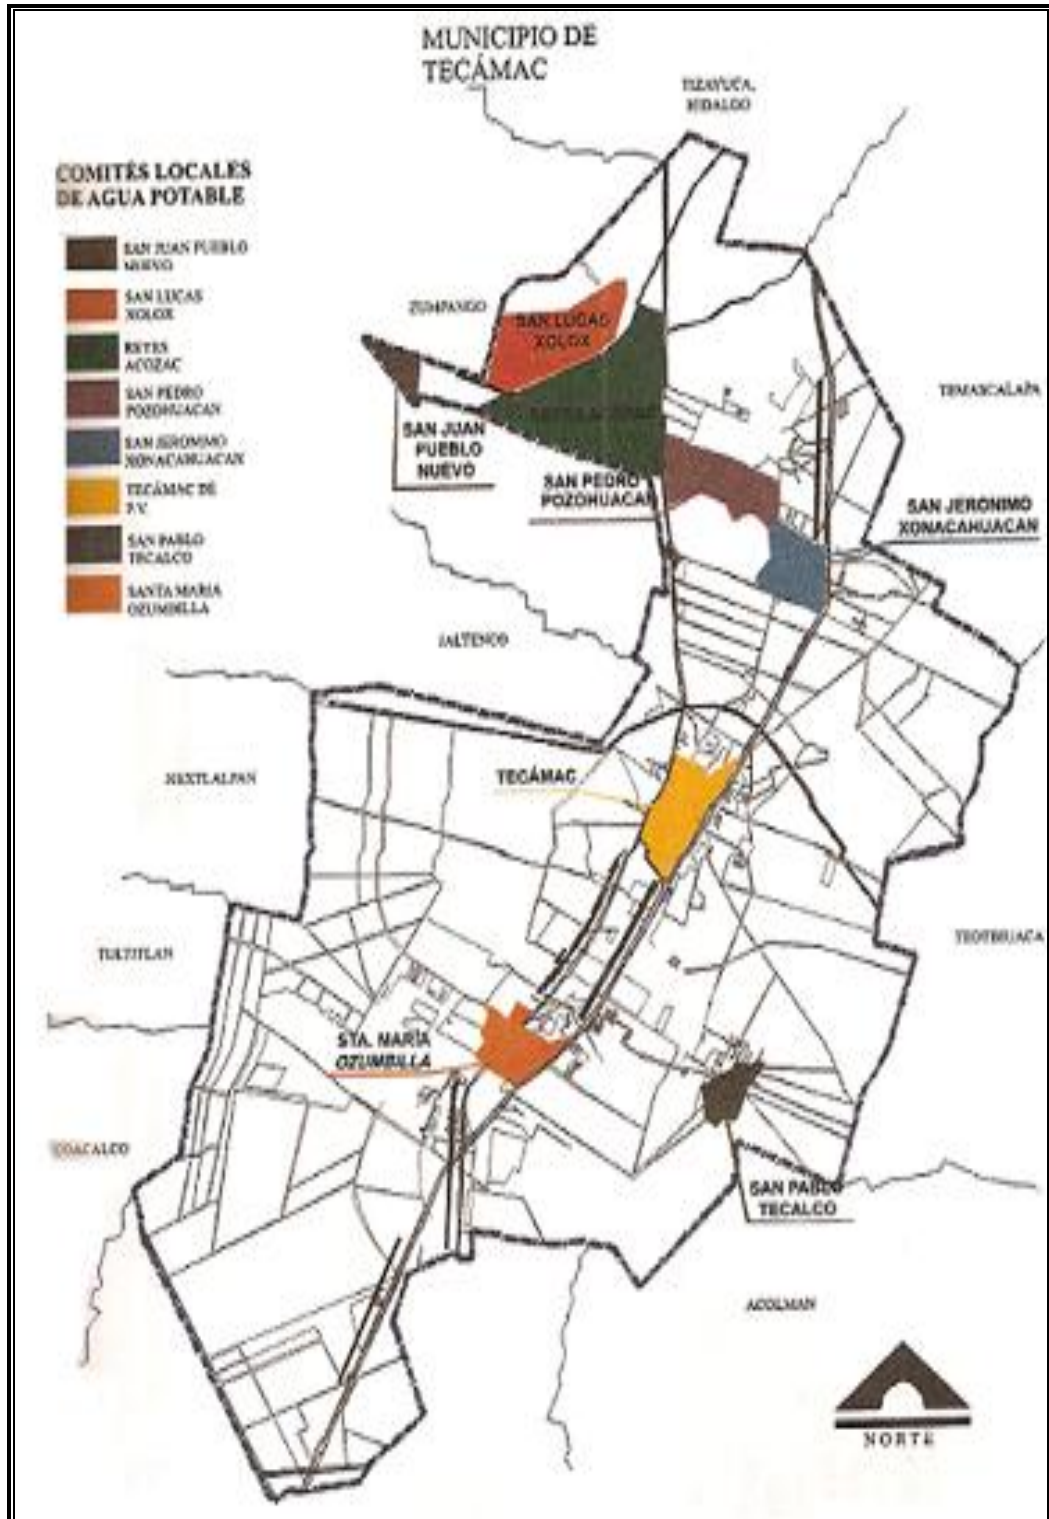 MUNICIPIO DE
TECÁMAC
TIZAYUCA,
HIDALGO
COMITÉS LOCALES
DE AGUA POTABLE
SAN JUAN PUEBLO
NUEVO
SAN LUCAS
XOLOX
REYES
ACOZAC
SAN PEDRO
POZOHUACAN
SAN JERONIMO
XONACAHUACAN
TECÁMAC DE
F.V.
SAN PABLO
TECALCO
SANTA MARIA
OZUMBILLA
ZUMPANGO
SAN LUCAS
XOLOX
REYES ACOZAC
TEMASCALAPA
SAN JUAN
PUEBLO
NUEVO
SAN PEDRO
POZOHUACAN
SAN JERONIMO
XONACAHUACAN
JALTENCO
NEXTLALPAN
TECÁMAC
TULTITLAN
TEOTIHUACA
STA. MARÍA
OZUMBILLA
COACALCO
SAN PABLO
TECALCO
ACOLMAN
NORTE